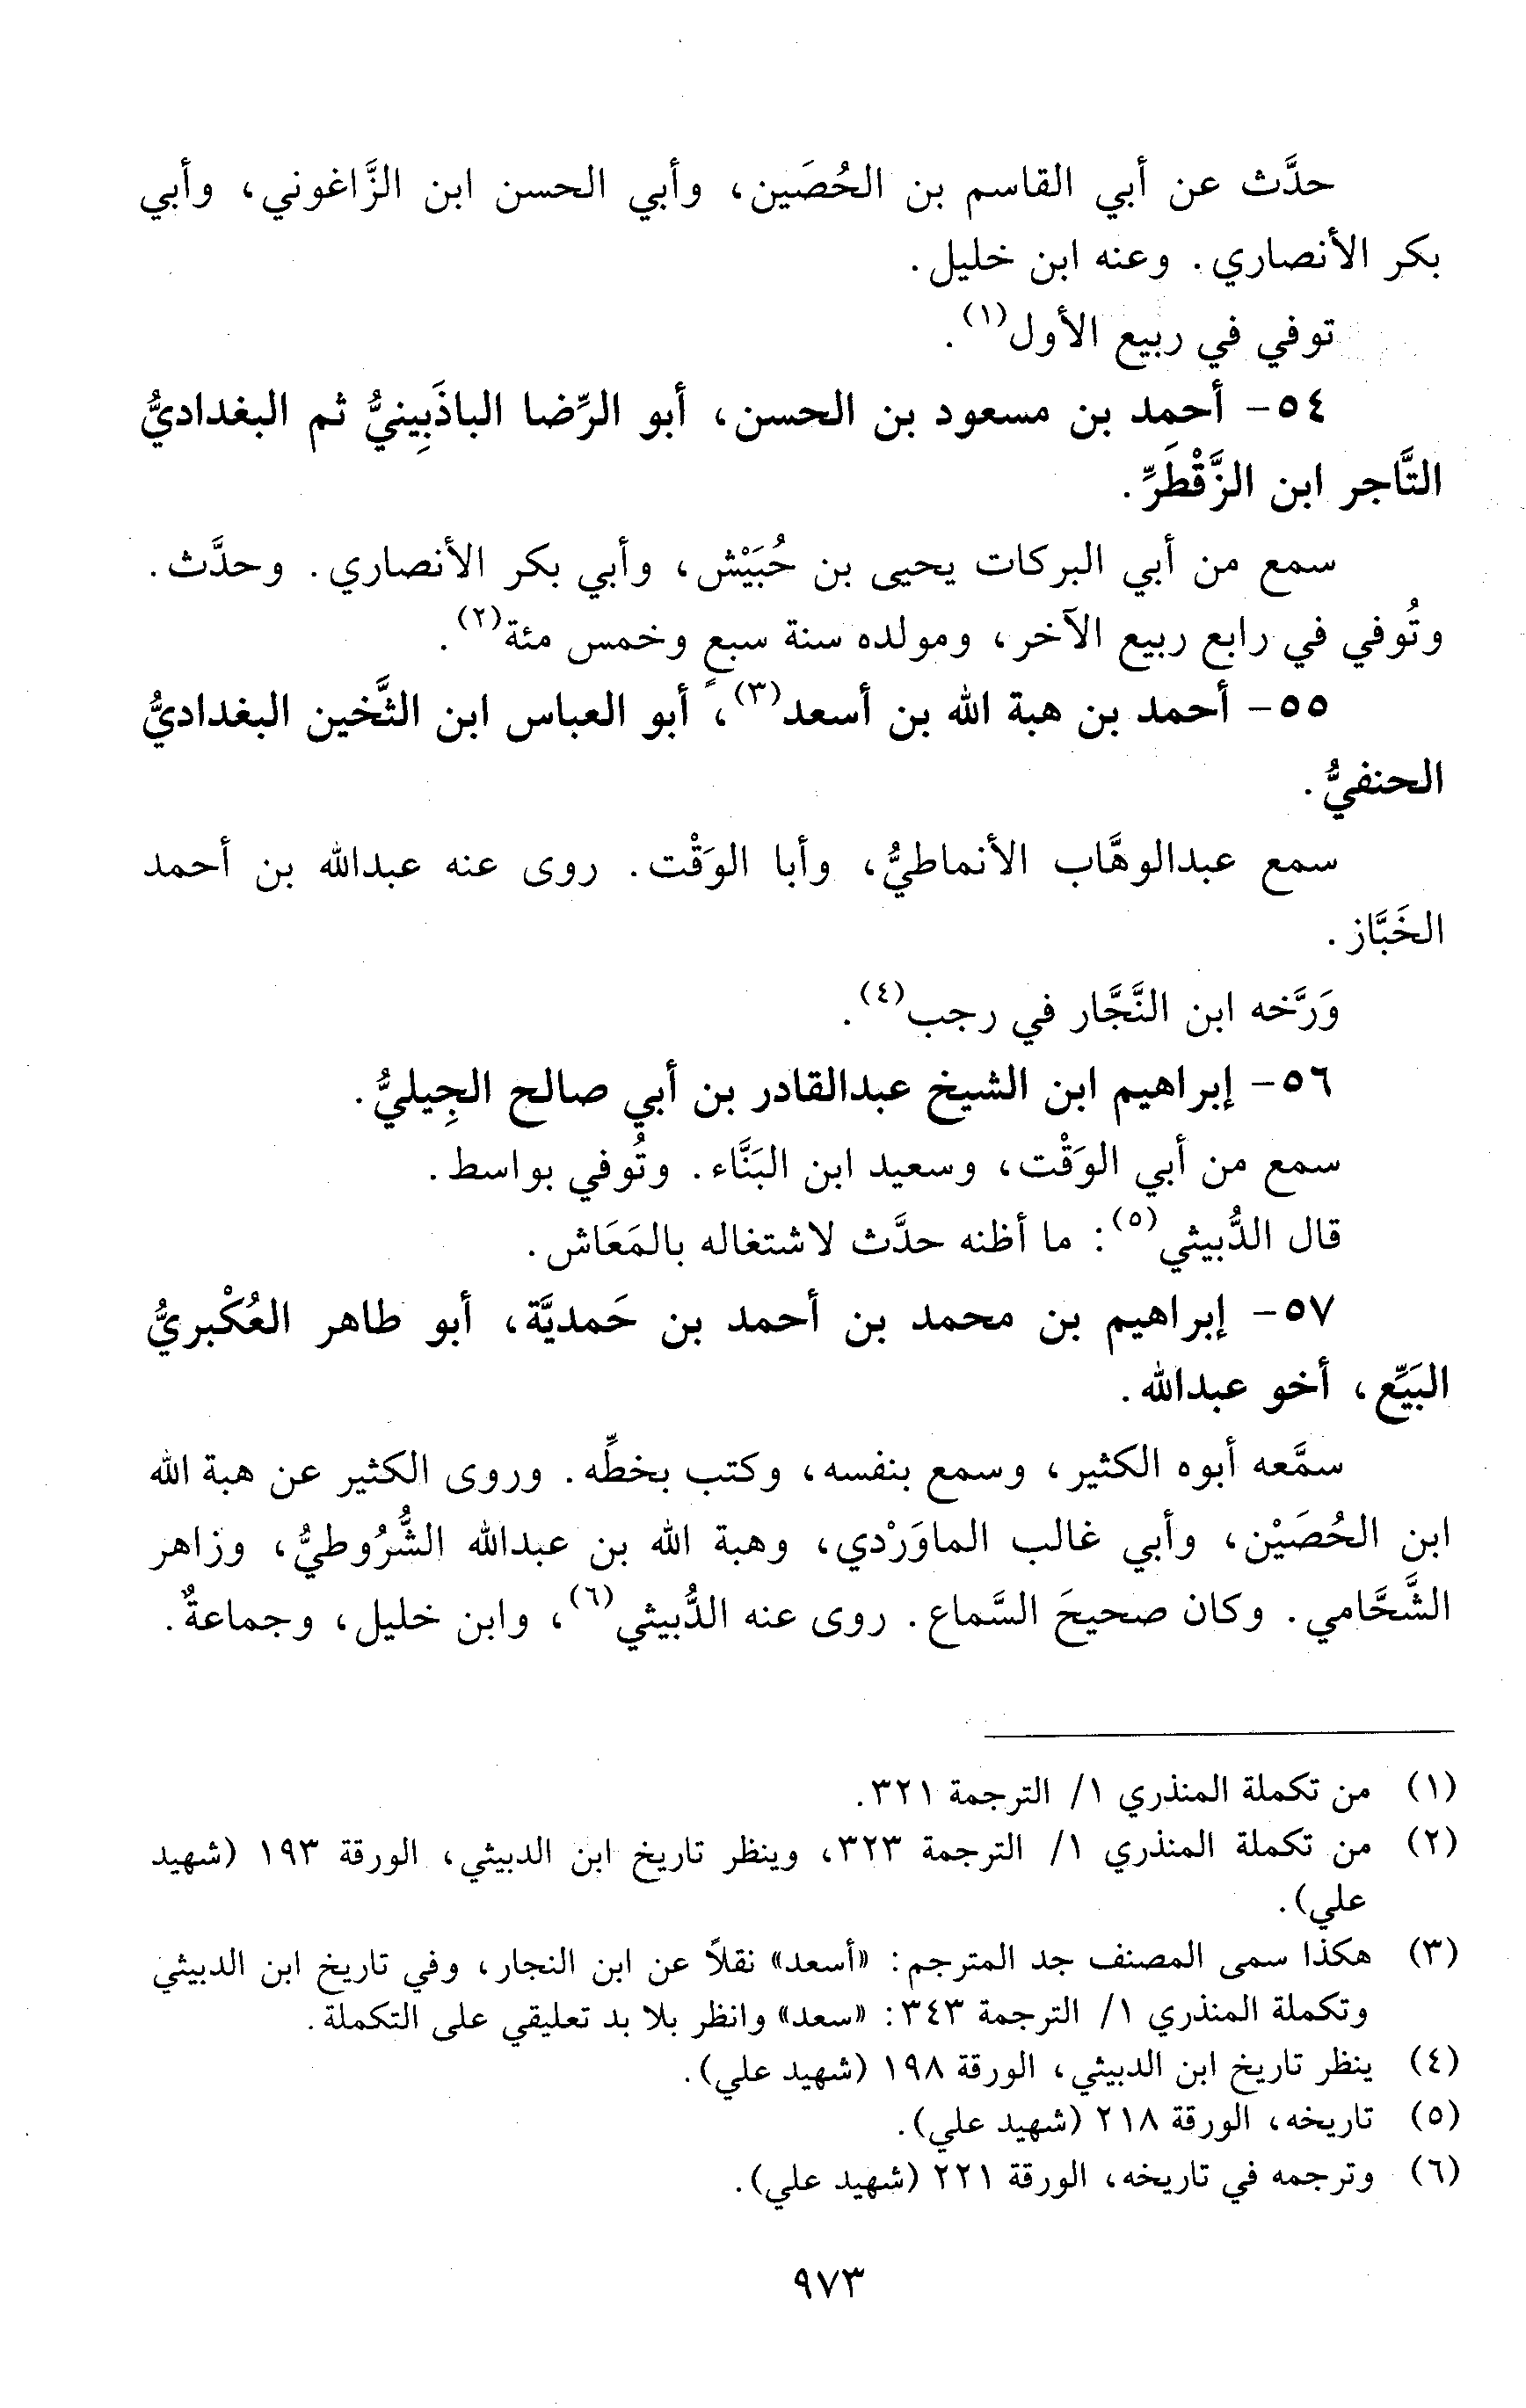 حدَّث عن أبي القاسم بن الحُصَين، وأبي الحسن ابن الزَّاغوني، وأبي
بكر الأنصاري. وعنه ابن خليل.
توفي في ربيع الأول(١).
٥٤- أحمد بن مسعود بن الحسن، أبو الرِّضا الباذَبِينيُّ ثم البغداديُّ
التَّاجر ابن الزَّقْطَرِّ.
سمع من أبي البركات يحيى بن حُبَيْش، وأبي بكر الأنصاري. وحدَّث.
وتُوفي في رابع ربيع الآخر، ومولده سنة سبعٍ وخمس مئة(٢).
٥٥- أحمد بن هبة الله بن أسعد(٣)، أبو العباس ابن الثَّخين البغداديُّ
الحنفيُّ.
سمع عبدالوهَّاب الأنماطيُّ، وأبا الوَقْت. روى عنه عبدالله بن أحمد
الخَبَّاز.
وَرَّخه ابن النَّجَّار في رجب(٤).
٥٦- إبراهيم ابن الشيخ عبدالقادر بن أبي صالح الجِيليُّ.
سمع من أبي الوَقْت، وسعيد ابن البَنَّاء. وتُوفي بواسط.
قال الدُّبيثي(٥): ما أظنه حدَّث لاشتغاله بالمَعَاش.
٥٧- إبراهيم بن محمد بن أحمد بن حَمديَّة، أبو طاهر العُكْبريُّ
البَيِّع، أخو عبدالله.
سمَّعه أبوه الكثير، وسمع بنفسه، وكتب بخطِّه. وروى الكثير عن هبة الله
ابن الحُصَيْن، وأبي غالب الماوَرْدي، وهبة الله بن عبدالله الشُّرُوطيُّ، وزاهر
الشَّحَّامي. وكان صحيحَ السَّماع. روى عنه الدُّبيثي(٦)، وابن خليل، وجماعةٌ.
(١) من تكملة المنذري ١/ الترجمة ٣٢١.
(٢) من تكملة المنذري ١/ الترجمة ٣٢٣، وينظر تاريخ ابن الدبيثي، الورقة ١٩٣ (شهيد
علي).
(٣) هكذا سمى المصنف جد المترجم: «أسعد» نقلاً عن ابن النجار، وفي تاريخ ابن الدبيثي
وتكملة المنذري ١/ الترجمة ٣٤٣: «سعد» وانظر بلا بد تعليقي على التكملة.
(٤) ينظر تاريخ ابن الدبيثي، الورقة ١٩٨ (شهيد علي).
(٥) تاريخه، الورقة ٢١٨ (شهيد علي).
(٦) وترجمه في تاريخه، الورقة ٢٢١ (شهيد علي).
٩٧٣